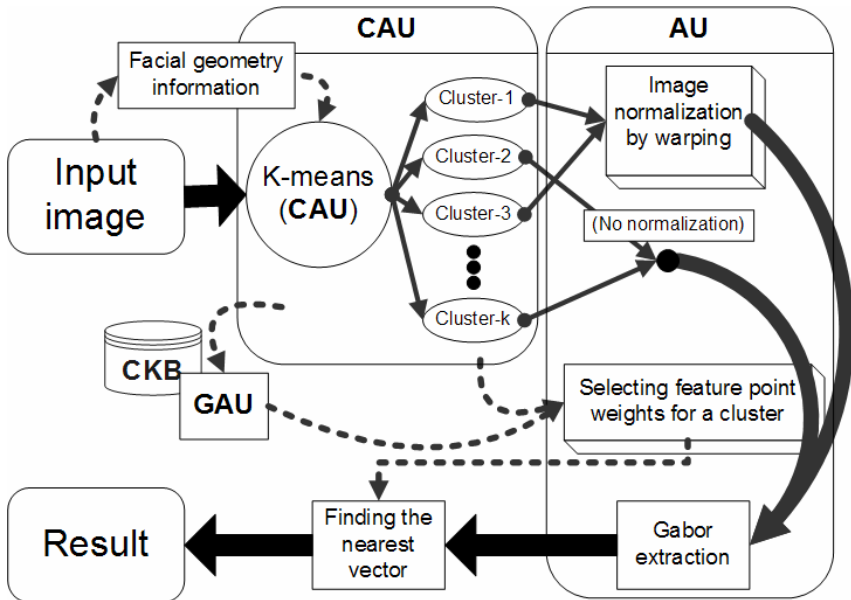 CAU
AU
Facial geometry
information
Image
normalization
by warping
Cluster-1
Cluster-2
Cluster-3
Cluster-k
Input
image
K-means
(CAU)
(No normalization)
CKB
GAU
Selecting feature point
weights for a cluster
Result
Finding the
nearest
vector
Gabor
extraction